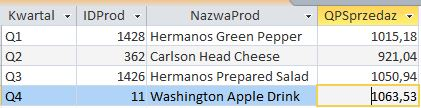 Kwartal IDProd NazwaProd QPSprzedaz
Q1 1428 Hermanos Green Pepper 1015,18
Q2 362 Carlson Head Cheese 921,04
Q3 1426 Hermanos Prepared Salad 1050,94
Q4 11 Washington Apple Drink 1063,53